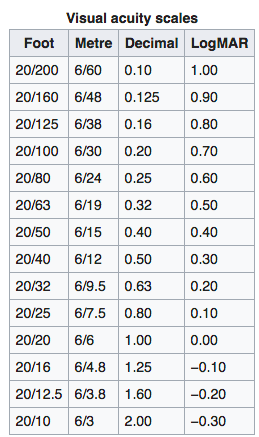 Visual acuity scales
Foot Metre Decimal LogMAR
20/200 6/60 0.10 1.00
20/160 6/48 0.125 0.90
20/125 6/38 0.16 0.80
20/100 6/30 0.20 0.70
20/80 6/24 0.25 0.60
20/63 6/19 0.32 0.50
20/50 6/15 0.40 0.40
20/40 6/12 0.50 0.30
20/32 6/9.5 0.63 0.20
20/25 6/7.5 0.80 0.10
20/20 6/6 1.00 0.00
20/16 6/4.8 1.25 −0.10
20/12.5 6/3.8 1.60 −0.20
20/10 6/3 2.00 −0.30